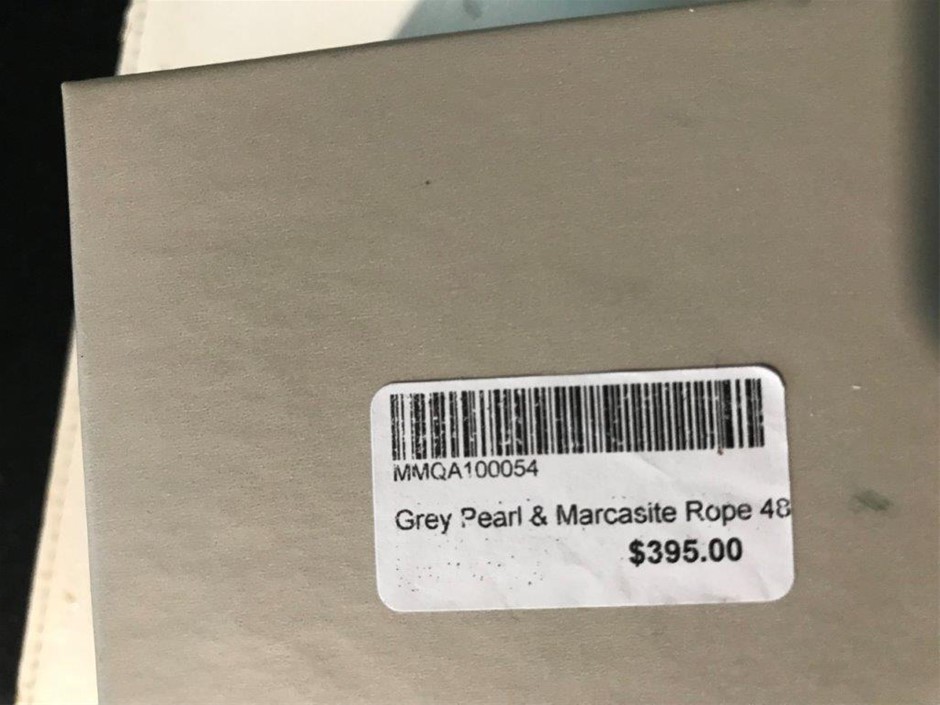 MMQA100054
Grey Pearl & Marcasite Rope 48
$395.00